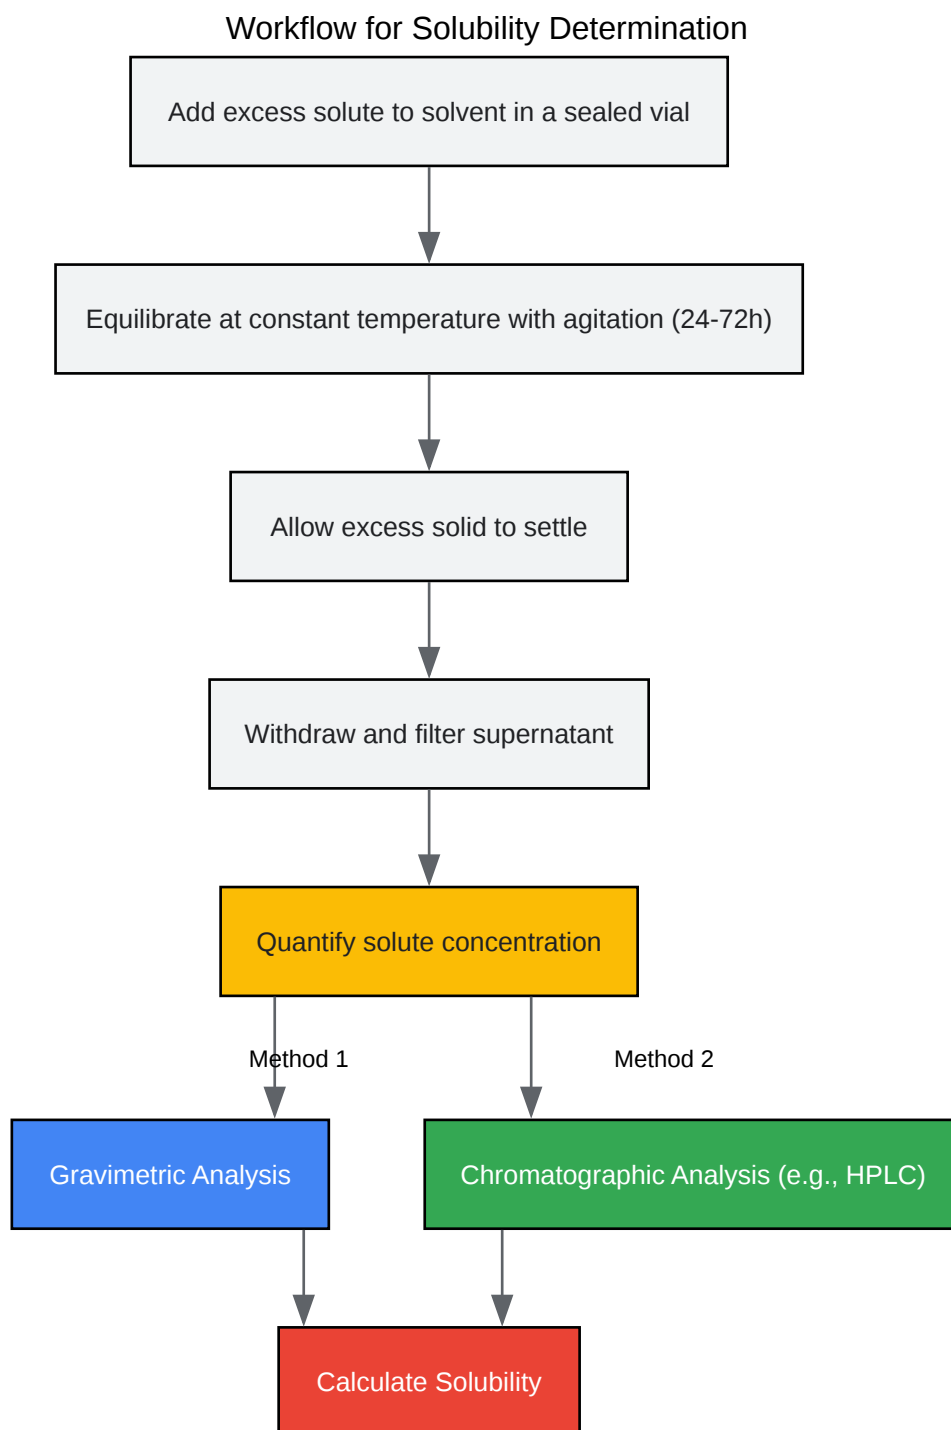 Workflow for Solubility Determination
Add excess solute to solvent in a sealed vial
Equilibrate at constant temperature with agitation (24-72h)
Allow excess solid to settle
Withdraw and filter supernatant
Quantify solute concentration
Method 1
Method 2
Gravimetric Analysis
Chromatographic Analysis (e.g., HPLC)
Calculate Solubility